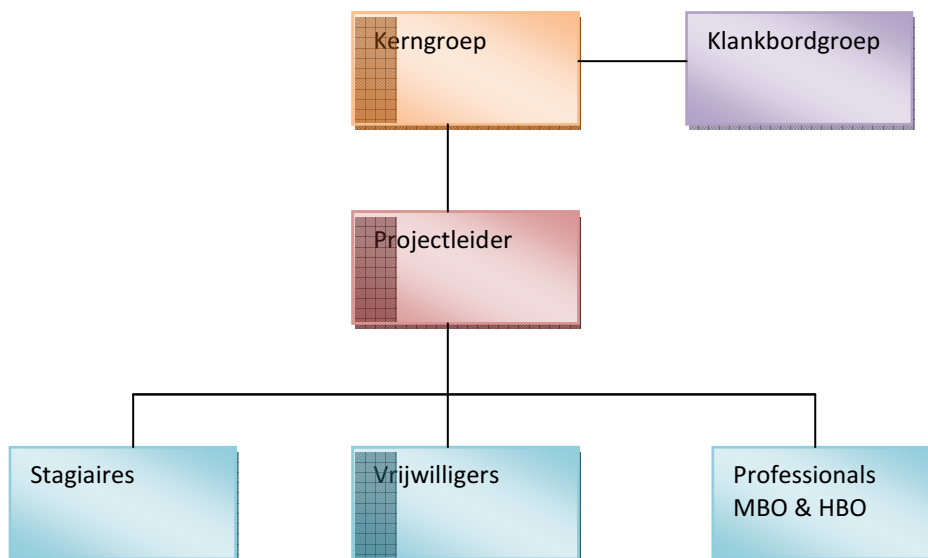 Kerngroep
Klankbordgroep
Projectleider
Stagiaires
Vrijwilligers
Professionals
MBO & HBO